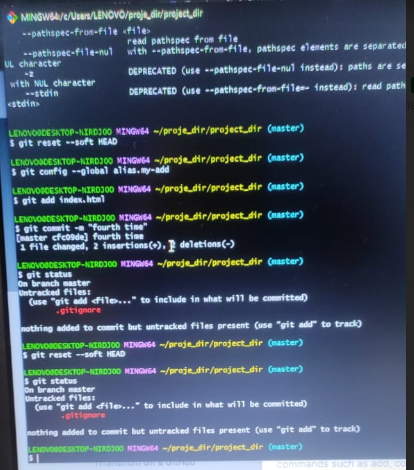 MINGW64:/c/Users/LENOVO/proje_dir/project_dir
--pathspec-from-file <file>
read pathspec from file
--pathspec-file-nul with --pathspec-from-file, pathspec elements are separated
UL character
-z DEPRECATED (use --pathspec-file-nul instead): paths are se
with NUL character
--stdin DEPRECATED (use --pathspec-from-file=- instead): read path
<stdin>
LENOVO@DESKTOP-NIRDJOO MINGW64 ~/proje_dir/project_dir (master)
$ git reset --soft HEAD
LENOVO@DESKTOP-NIRDJOO MINGW64 ~/proje_dir/project_dir (master)
$ git config --global alias.my-add
LENOVO@DESKTOP-NIRDJOO MINGW64 ~/proje_dir/project_dir (master)
$ git add index.html
LENOVO@DESKTOP-NIRDJOO MINGW64 ~/proje_dir/project_dir (master)
$ git commit -m "fourth time"
[master cfc09de] fourth time
1 file changed, 2 insertions(+), 2 deletions(-)
LENOVO@DESKTOP-NIRDJOO MINGW64 ~/proje_dir/project_dir (master)
$ git status
On branch master
Untracked files:
(use "git add <file>..." to include in what will be committed)
.gitignore
nothing added to commit but untracked files present (use "git add" to track)
LENOVO@DESKTOP-NIRDJOO MINGW64 ~/proje_dir/project_dir (master)
$ git reset --soft HEAD
LENOVO@DESKTOP-NIRDJOO MINGW64 ~/proje_dir/project_dir (master)
$ git status
On branch master
Untracked files:
(use "git add <file>..." to include in what will be committed)
.gitignore
nothing added to commit but untracked files present (use "git add" to track)
LENOVO@DESKTOP-NIRDJOO MINGW64 ~/proje_dir/project_dir (master)
$
commands such as add, co